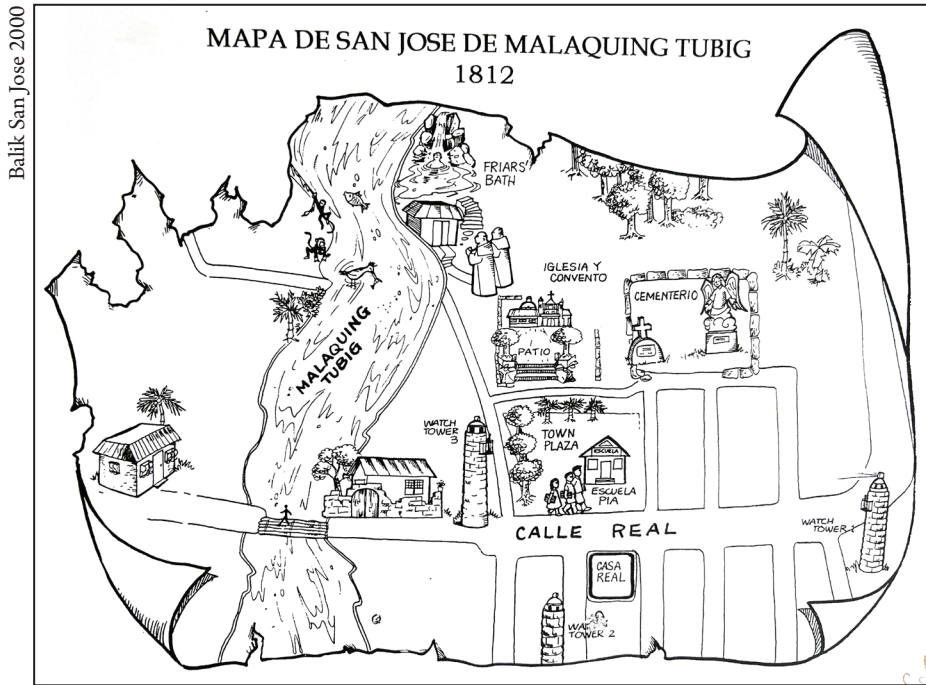 Balik San Jose 2000
MAPA DE SAN JOSE DE MALAQUING TUBIG
1812
FRIARS'
BATH
IGLESIA Y
CONVENTO
CEMENTERIO
PATIO
MALAQUING
TUBIG
WATCH
TOWER
3
TOWN
PLAZA
ESCUELA
ESCUELA
PIA
CALLE REAL
WATCH
TOWER 1
CASA
REAL
TOWER 2